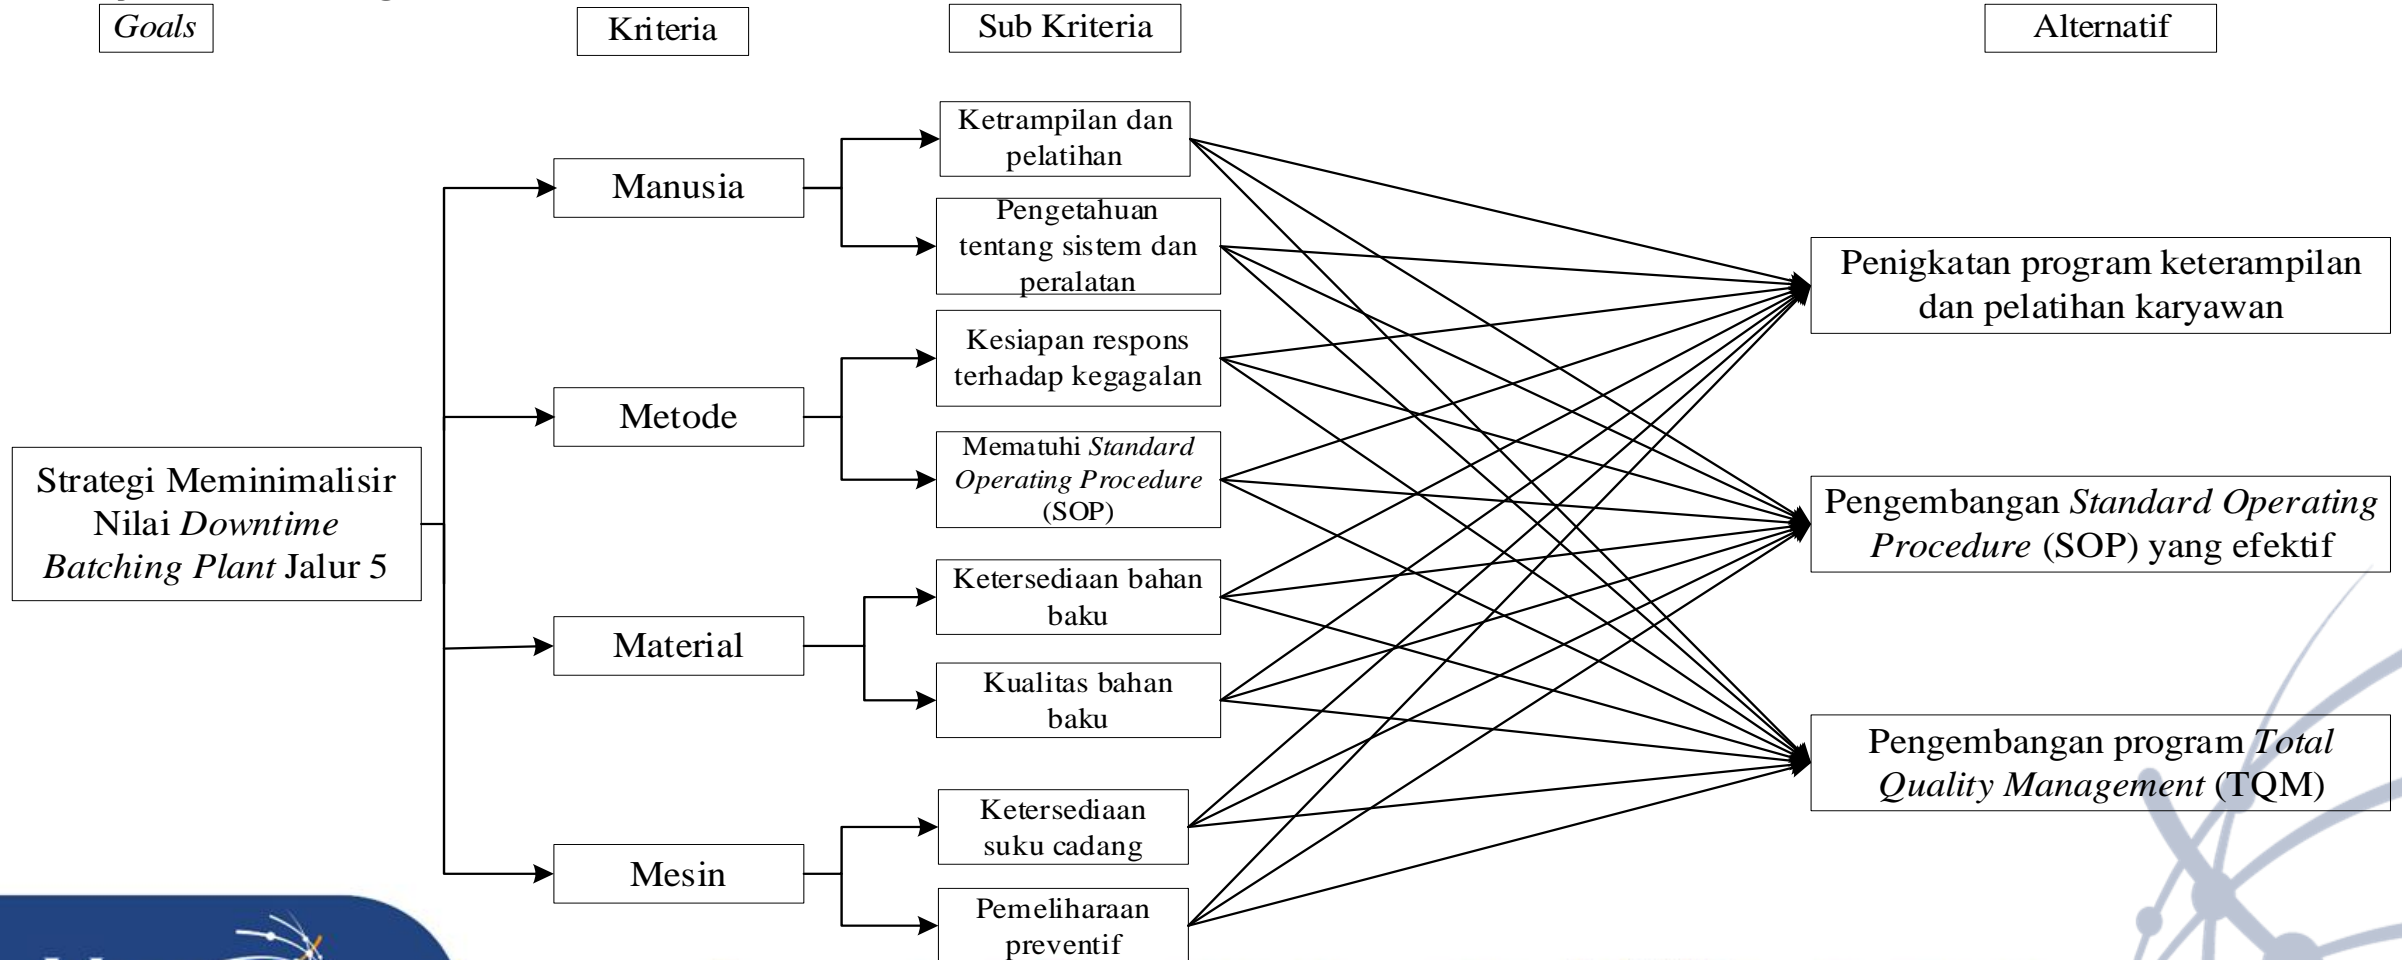 Goals
Kriteria
Sub Kriteria
Alternatif
Strategi Meminimalisir
Nilai Downtime
Batching Plant Jalur 5
Manusia
Metode
Material
Mesin
Ketrampilan dan
pelatihan
Pengetahuan
tentang sistem dan
peralatan
Kesiapan respons
terhadap kegagalan
Mematuhi Standard
Operating Procedure
(SOP)
Ketersediaan bahan
baku
Kualitas bahan
baku
Ketersediaan
suku cadang
Pemeliharaan
preventif
Penigkatan program keterampilan
dan pelatihan karyawan
Pengembangan Standard Operating
Procedure (SOP) yang efektif
Pengembangan program Total
Quality Management (TQM)